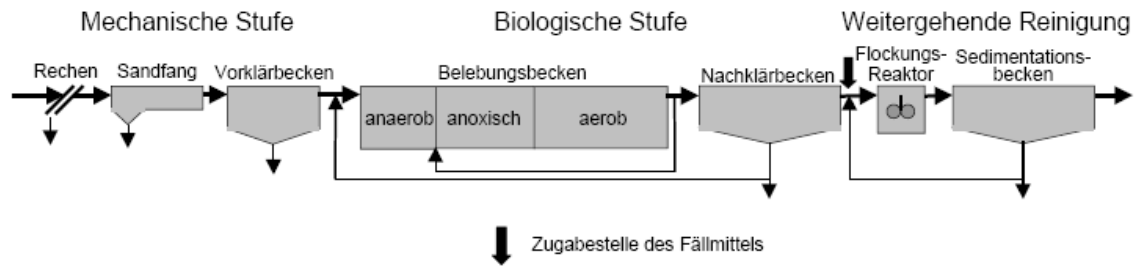 Mechanische Stufe
Biologische Stufe
Weitergehende Reinigung
Rechen
Sandfang
Vorklärbecken
Belebungsbecken
Nachklärbecken
Flockungs-
Reaktor
Sedimentations-
becken
anaerob
anoxisch
aerob
Zugabestelle des Fällmittels